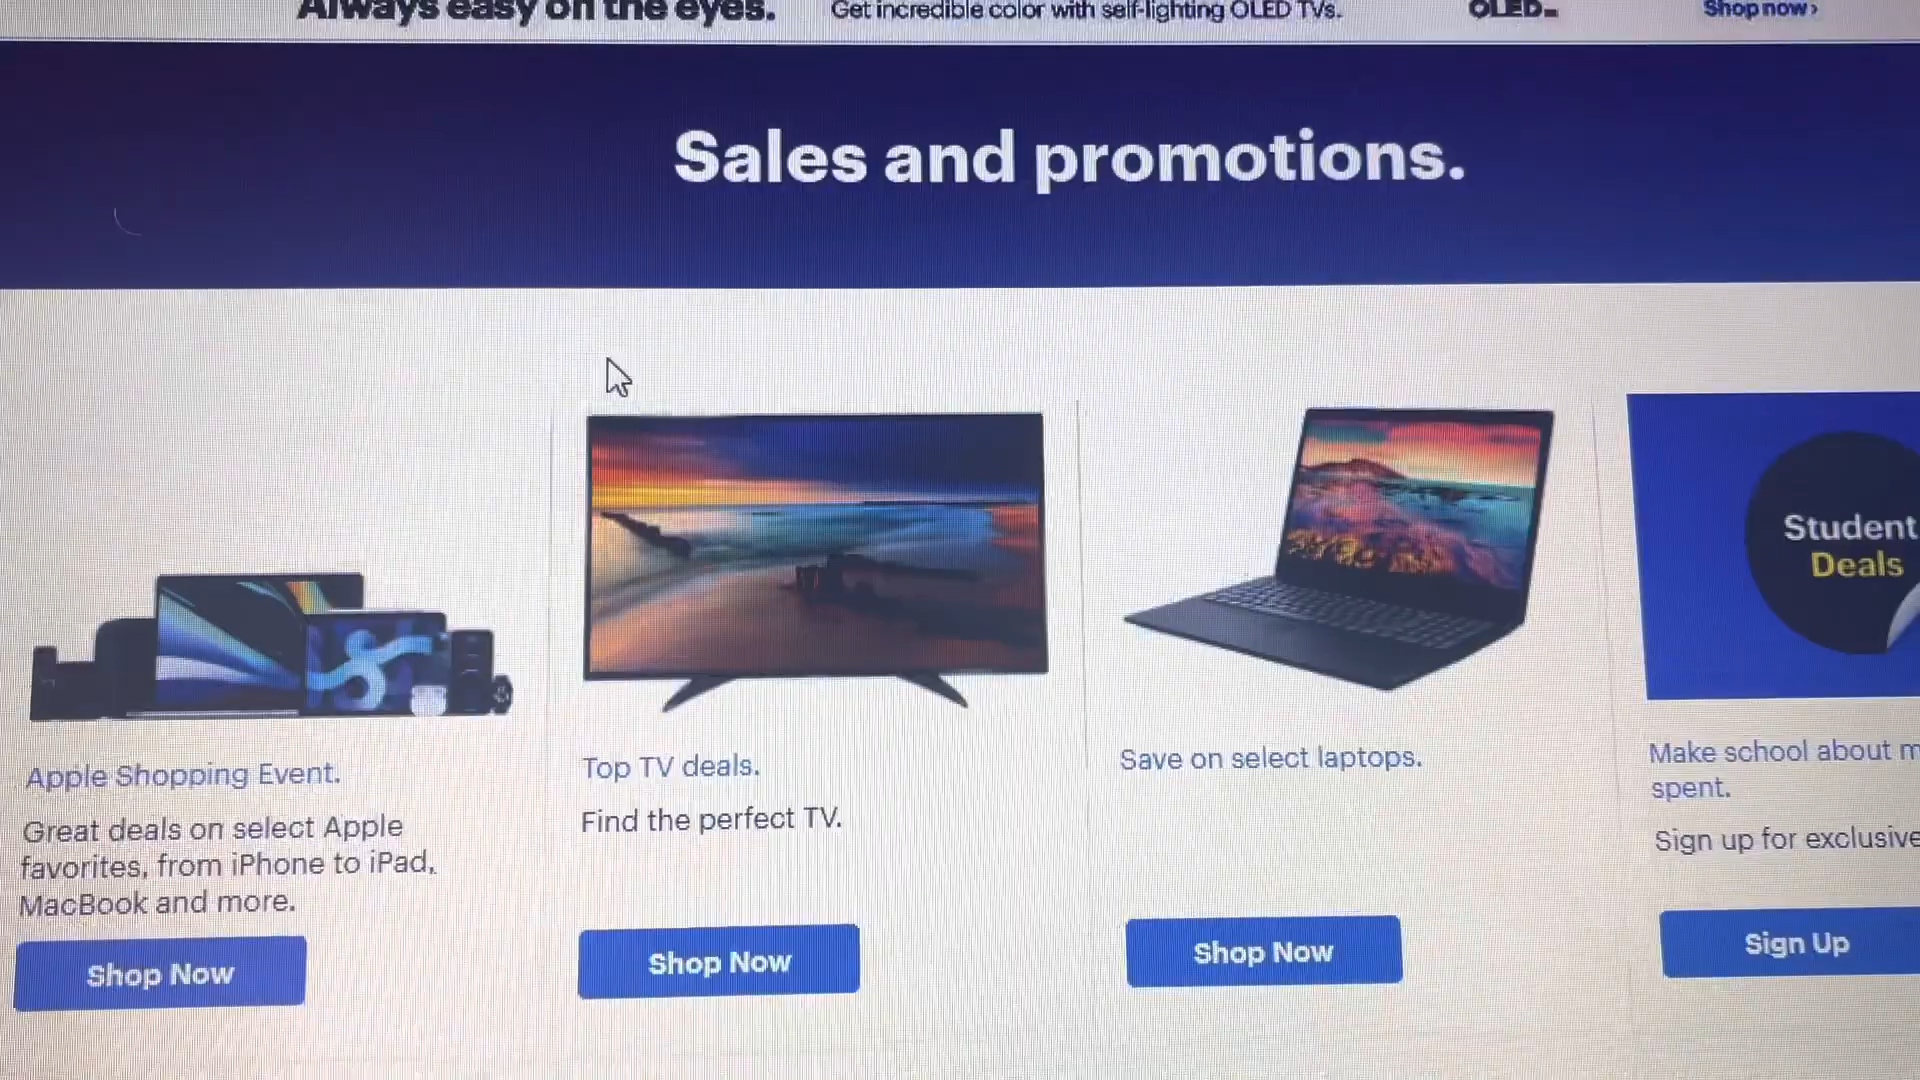 Always easy on the eyes. Get incredible color with self-lighting OLED TVs. OLED Shop now ›
Sales and promotions.
Student
Deals
Apple Shopping Event.
Great deals on select Apple
favorites, from iPhone to iPad,
MacBook and more.
Shop Now
Top TV deals.
Find the perfect TV.
Shop Now
Save on select laptops.
Shop Now
Make school about m
spent.
Sign up for exclusive
Sign Up